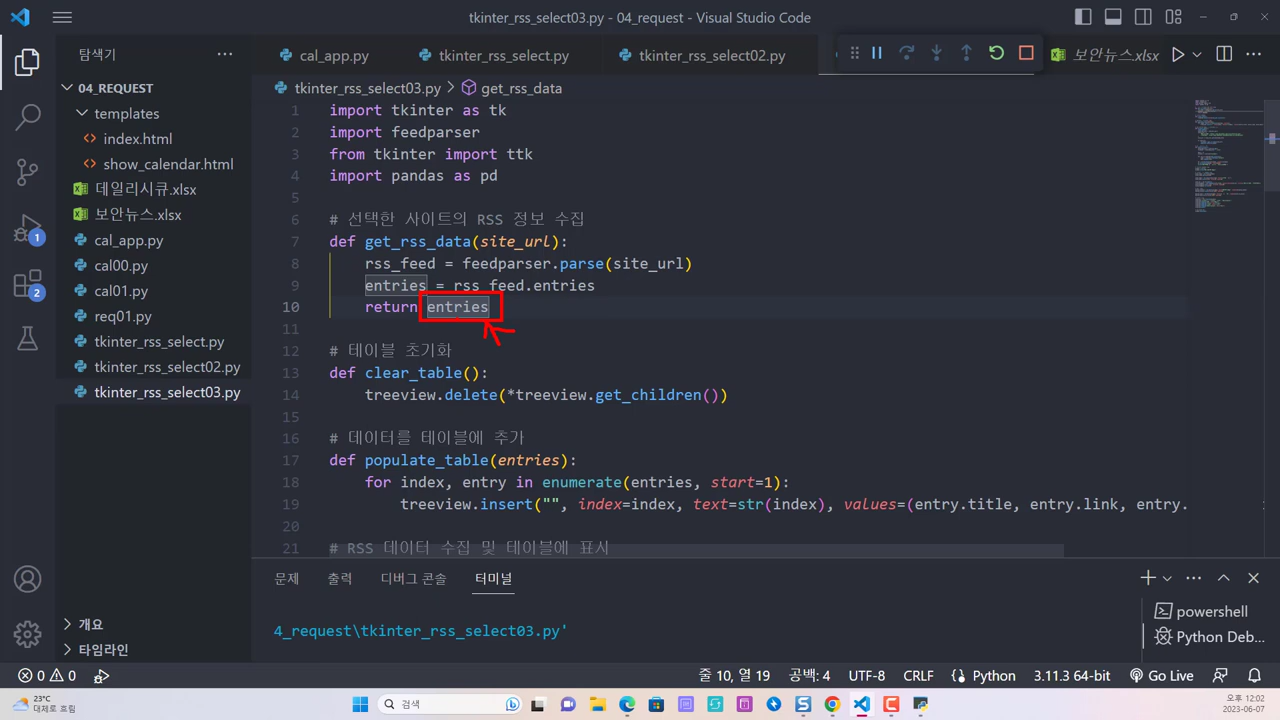 tkinter_rss_select03.py - 04_request - Visual Studio Code
탐색기
cal_app.py
tkinter_rss_select.py
tkinter_rss_select02.py
보안뉴스.xlsx
04_REQUEST
templates
index.html
show_calendar.html
데일리시큐.xlsx
보안뉴스.xlsx
cal_app.py
cal00.py
cal01.py
req01.py
tkinter_rss_select.py
tkinter_rss_select02.py
tkinter_rss_select03.py
개요
타임라인
1
2
tkinter_rss_select03.py > get_rss_data
1 import tkinter as tk
2 import feedparser
3 from tkinter import ttk
4 import pandas as pd
5
6 # 선택한 사이트의 RSS 정보 수집
7 def get_rss_data(site_url):
8 rss_feed = feedparser.parse(site_url)
9 entries = rss_feed.entries
10 return entries
11
12 # 테이블 초기화
13 def clear_table():
14 treeview.delete(*treeview.get_children())
15
16 # 데이터를 테이블에 추가
17 def populate_table(entries):
18 for index, entry in enumerate(entries, start=1):
19 treeview.insert("", index=index, text=str(index), values=(entry.title, entry.link, entry.
20
21 # RSS 데이터 수집 및 테이블에 표시
문제 출력 디버그 콘솔 터미널
4_request\tkinter_rss_select03.py'
powershell
Python Deb...
0 0
줄 10, 열 19 공백: 4 UTF-8 CRLF Python 3.11.3 64-bit Go Live
23°C
대체로 흐림
검색
오후 12:02
2023-06-07